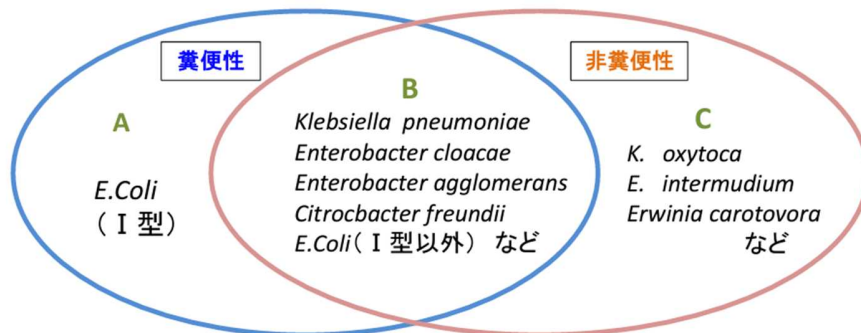 糞便性
非糞便性
A
E.Coli
（Ⅰ型）
B
Klebsiella pneumoniae
Enterobacter cloacae
Enterobacter agglomerans
Citrocbacter freundii
E.Coli（Ⅰ型以外） など
C
K. oxytoca
E. intermudium
Erwinia carotovora
など